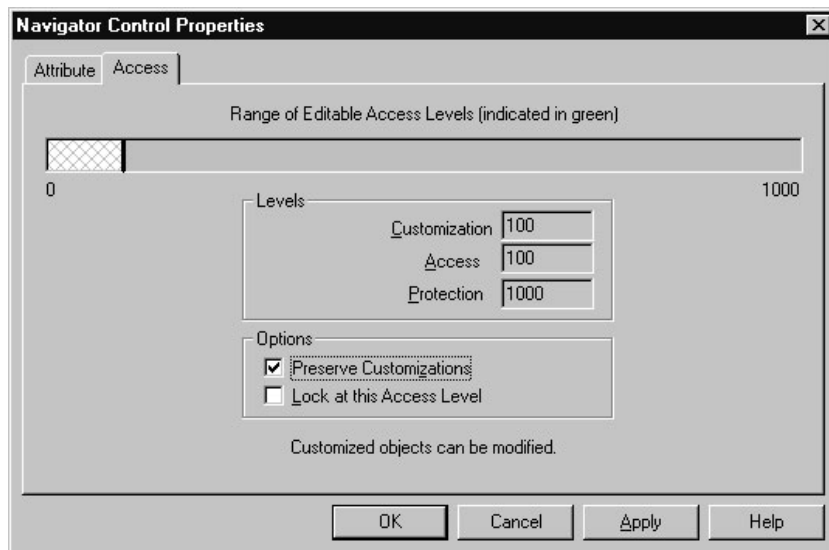 Navigator Control Properties
Attribute Access
Range of Editable Access Levels (indicated in green)
0 1000
Levels
Customization 100
Access 100
Protection 1000
Options
Preserve Customizations
Lock at this Access Level
Customized objects can be modified.
OK Cancel Apply Help